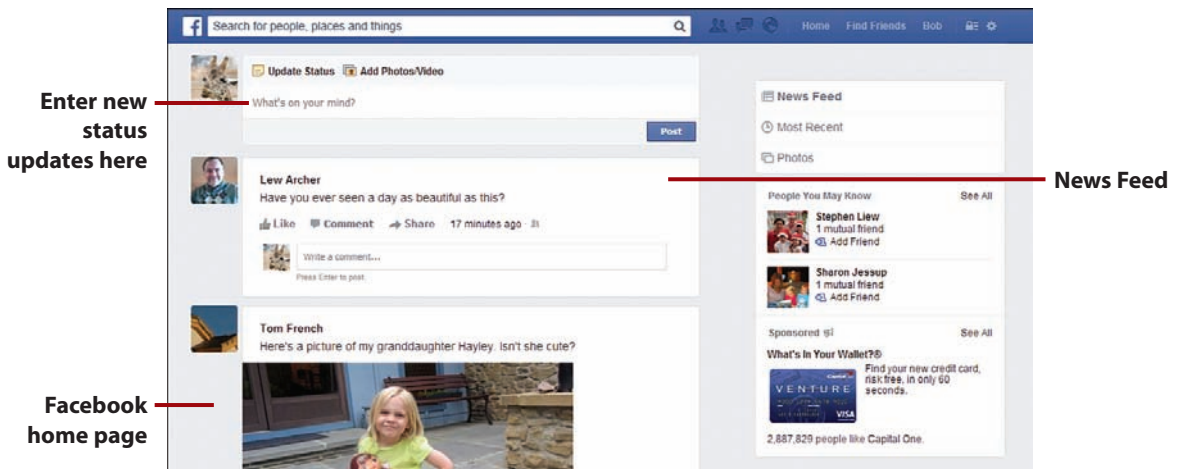 f
Search for people, places and things
Home Find Friends Bob
Update Status Add Photos/Video
Enter new
status
updates here
What's on your mind?
Post
News Feed
Most Recent
Photos
News Feed
Lew Archer
Have you ever seen a day as beautiful as this?
Like Comment Share 17 minutes ago
Write a comment...
Press Enter to post.
People You May Know See All
Stephen Liew
1 mutual friend
Add Friend
Sharon Jessup
1 mutual friend
Add Friend
Tom French
Here's a picture of my granddaughter Hayley. Isn't she cute?
Facebook
home page
Sponsored See All
What's In Your Wallet?®
Find your new credit card,
risk free, in only 60
seconds.
Capital One
VENTURE
VISA
2,887,829 people like Capital One.